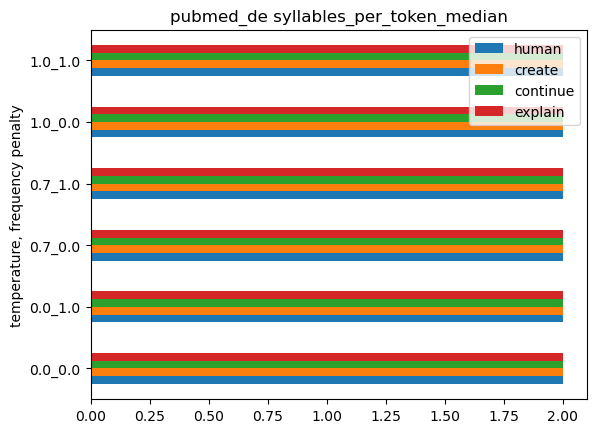 pubmed_de syllables_per_token_median
human
create
continue
explain
temperature, frequency penalty
1.0_1.0
1.0_0.0
0.7_1.0
0.7_0.0
0.0_1.0
0.0_0.0
0.00 0.25 0.50 0.75 1.00 1.25 1.50 1.75 2.00